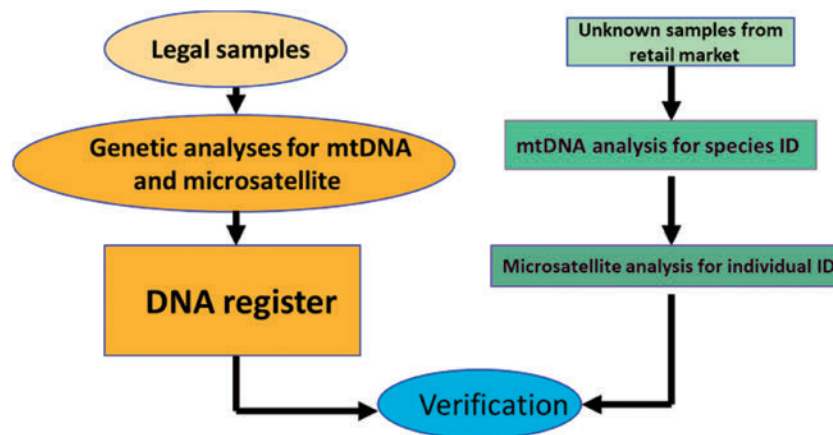 Legal samples
Genetic analyses for mtDNA
and microsatellite
DNA register
Unknown samples from
retail market
mtDNA analysis for species ID
Microsatellite analysis for individual ID
Verification